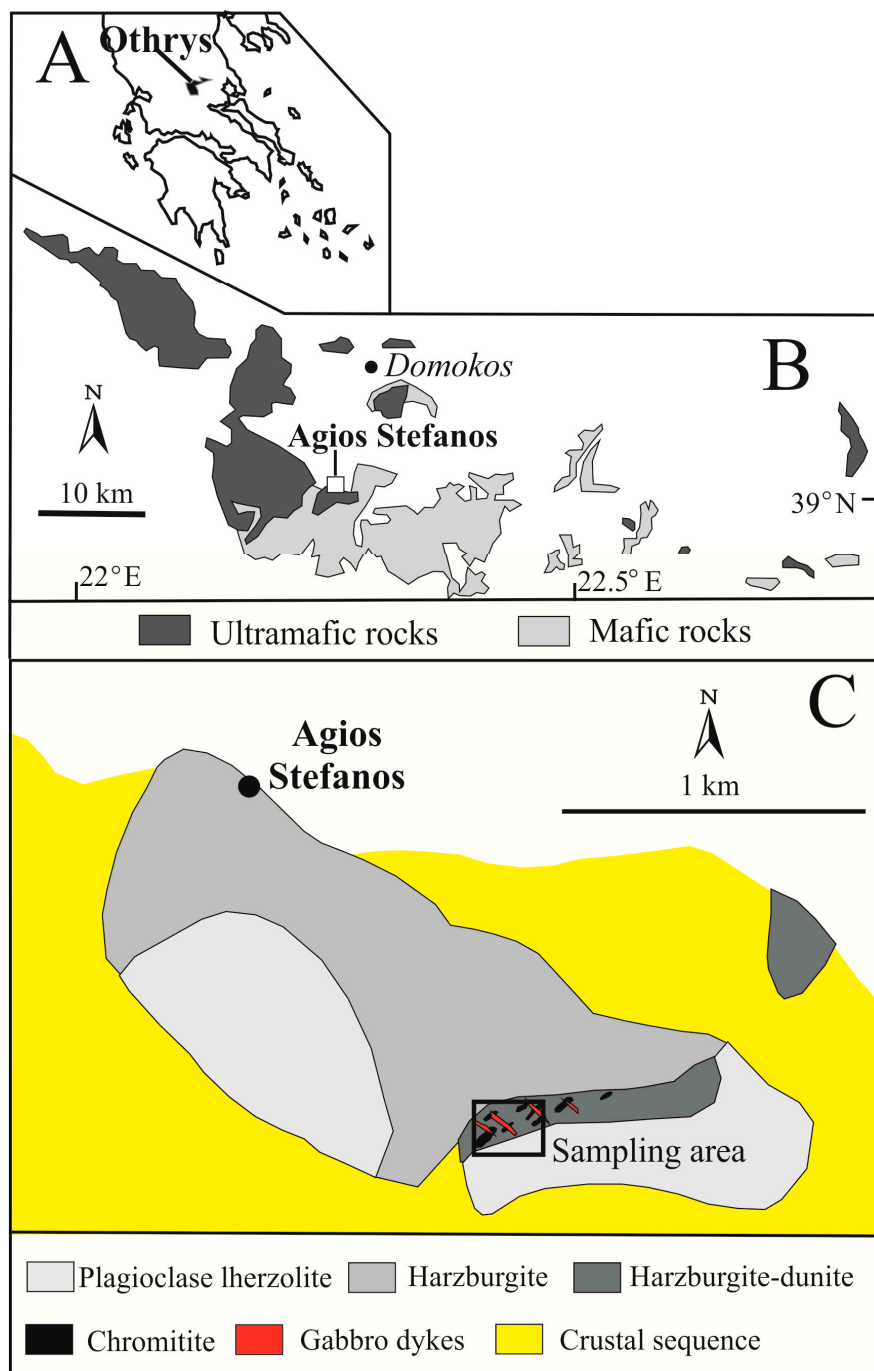 A
Othrys
B
Domokos
N
Agios Stefanos
10 km
39°N
22°E
22.5°E
Ultramafic rocks
Mafic rocks
C
N
Agios
Stefanos
1 km
Sampling area
Plagioclase lherzolite
Harzburgite
Harzburgite-dunite
Chromitite
Gabbro dykes
Crustal sequence